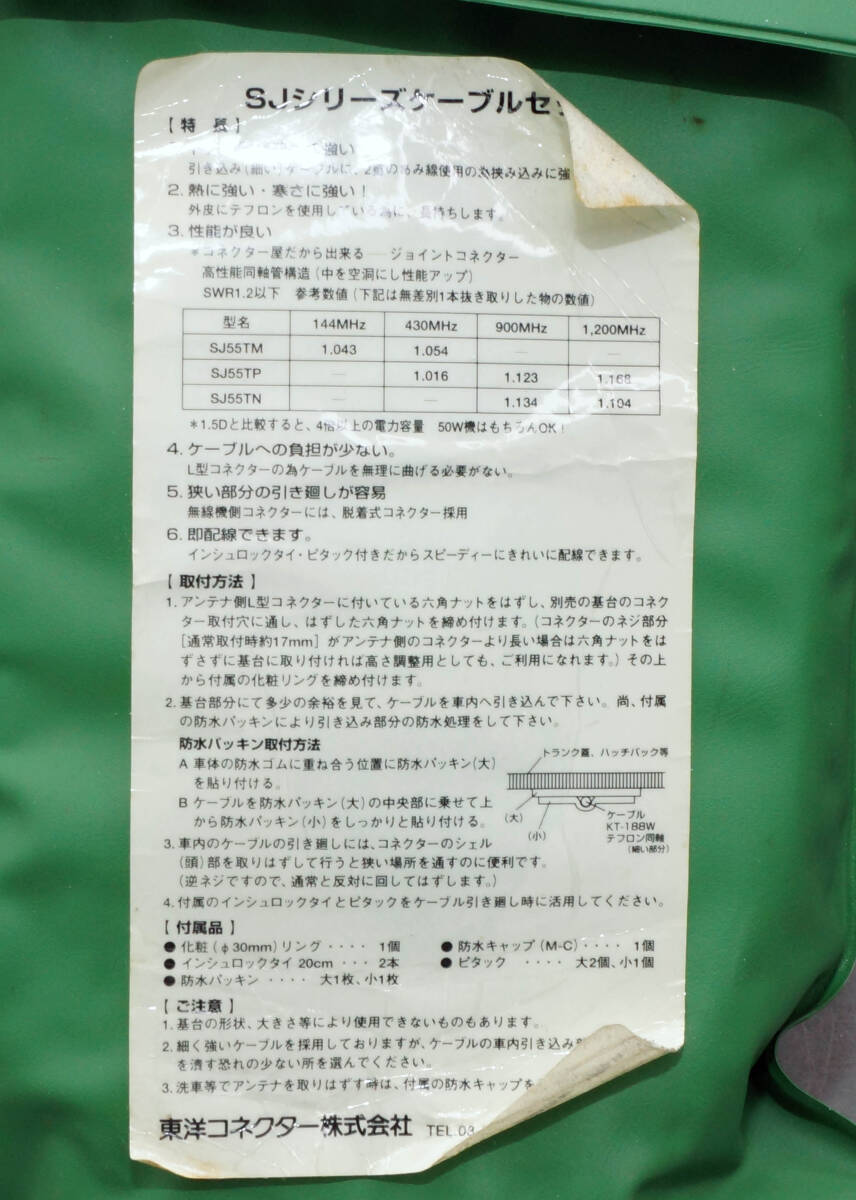 SJシリーズケーブルセッ
【 特 長 】
強い
引き込み(細い)ケーブルに、2層のあみ線使用の為挟み込みに強
2. 熱に強い・寒さに強い!
外皮にテフロンを使用している為に、長持ちします。
3. 性能が良い
*コネクター屋だから出来る ── ジョイントコネクター
高性能同軸管構造(中を空洞にし性能アップ)
SWR1.2以下 参考数値(下記は無差別1本抜き取りした物の数値)
型名 144MHz 430MHz 900MHz 1,200MHz
SJ55TM 1.043 1.054 — —
SJ55TP — 1.016 1.123 1.168
SJ55TN — — 1.134 1.104
*1.5Dと比較すると、4倍以上の電力容量 50W機はもちろんOK!
4. ケーブルへの負担が少ない。
L型コネクターの為ケーブルを無理に曲げる必要がない。
5. 狭い部分の引き廻しが容易
無線機側コネクターには、脱着式コネクター採用
6. 即配線できます。
インシュロックタイ・ピタック付きだからスピーディーにきれいに配線できます。
【 取付方法 】
1. アンテナ側L型コネクターに付いている六角ナットをはずし、別売の基台のコネク
ター取付穴に通し、はずした六角ナットを締め付けます。(コネクターのネジ部分
[通常取付時約17mm] がアンテナ側のコネクターより長い場合は六角ナットをは
ずさずに基台に取り付ければ高さ調整用としても、ご利用になれます。) その上
から付属の化粧リングを締め付けます。
2. 基台部分にて多少の余裕を見て、ケーブルを車内へ引き込んで下さい。尚、付属
の防水パッキンにより引き込み部分の防水処理をして下さい。
防水パッキン取付方法
A 車体の防水ゴムに重ね合う位置に防水パッキン(大)
を貼り付ける。
B ケーブルを防水パッキン(大)の中央部に乗せて上
から防水パッキン(小)をしっかりと貼り付ける。
トランク蓋、ハッチバック等
(大)
(小)
ケーブル
KT-188W
テフロン同軸
(細い部分)
3. 車内のケーブルの引き廻しには、コネクターのシェル
(頭)部を取りはずして行うと狭い場所を通すのに便利です。
(逆ネジですので、通常と反対に回してはずします。)
4. 付属のインシュロックタイとピタックをケーブル引き廻し時に活用してください。
【 付属品 】
● 化粧(φ30mm)リング ・・・・ 1個 ● 防水キャップ(M-C)・・・・ 1個
● インシュロックタイ 20cm ・・・ 2本 ● ピタック ・・・・ 大2個、小1個
● 防水パッキン ・・・・ 大1枚、小1枚
【 ご注意 】
1. 基台の形状、大きさ等により使用できないものもあります。
2. 細く強いケーブルを採用しておりますが、ケーブルの車内引き込み
を潰す恐れの少ない所を選んでください。
3. 洗車等でアンテナを取りはずす時は、付属の防水キャップを
東洋コネクター株式会社 TEL.03